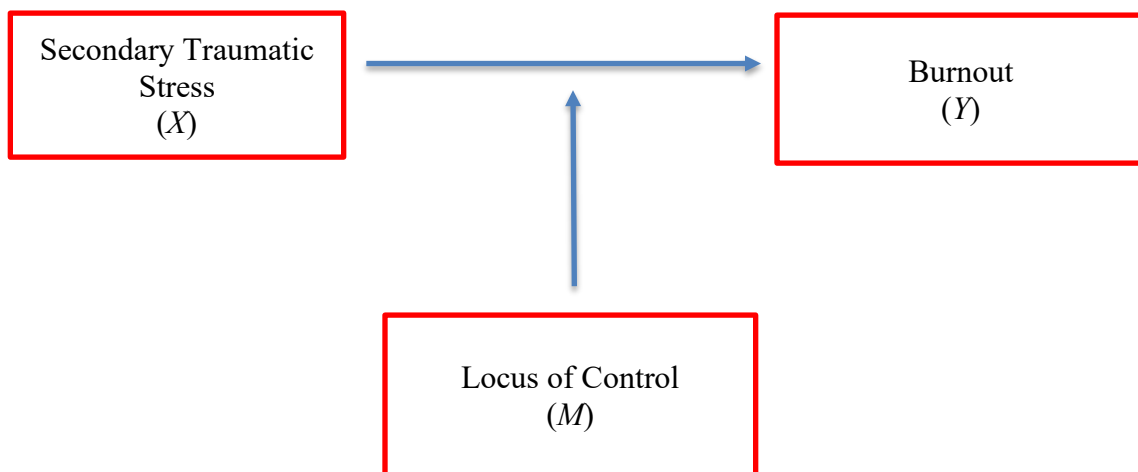 Secondary Traumatic
Stress
(X)
Burnout
(Y)
Locus of Control
(M)